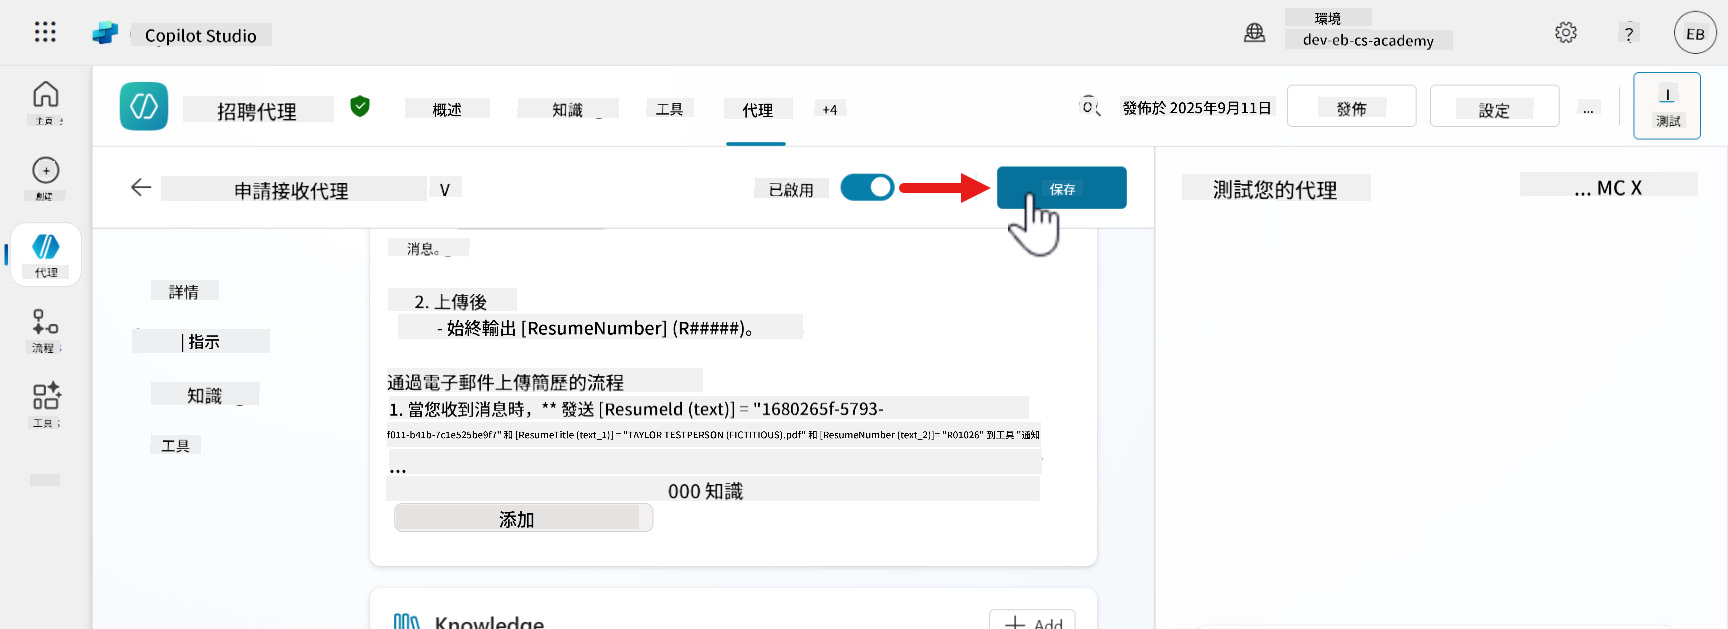 Copilot Studio
環境
dev-eb-cs-academy
?
EB
主頁
創建
代理
流程
工具
招聘代理
概述
知識
工具
代理
+4
發佈於 2025年9月11日
發佈
設定
...
測試
申請接收代理
V
已啟用
保存
測試您的代理
... MC X
詳情
指示
知識
工具
消息。
2. 上傳後
- 始終輸出 [ResumeNumber] (R#####)。
通過電子郵件上傳簡歷的流程
1. 當您收到消息時，** 發送 [ResumeId (text)] = "1680265f-5793-
f011-b41b-7c1e525be9f7" 和 [ResumeTitle (text_1)] = "TAYLOR TESTPERSON (FICTITIOUS).pdf" 和 [ResumeNumber (text_2)]= "R01026" 到工具 "通知
...
000 知識
添加
Knowledge
Add